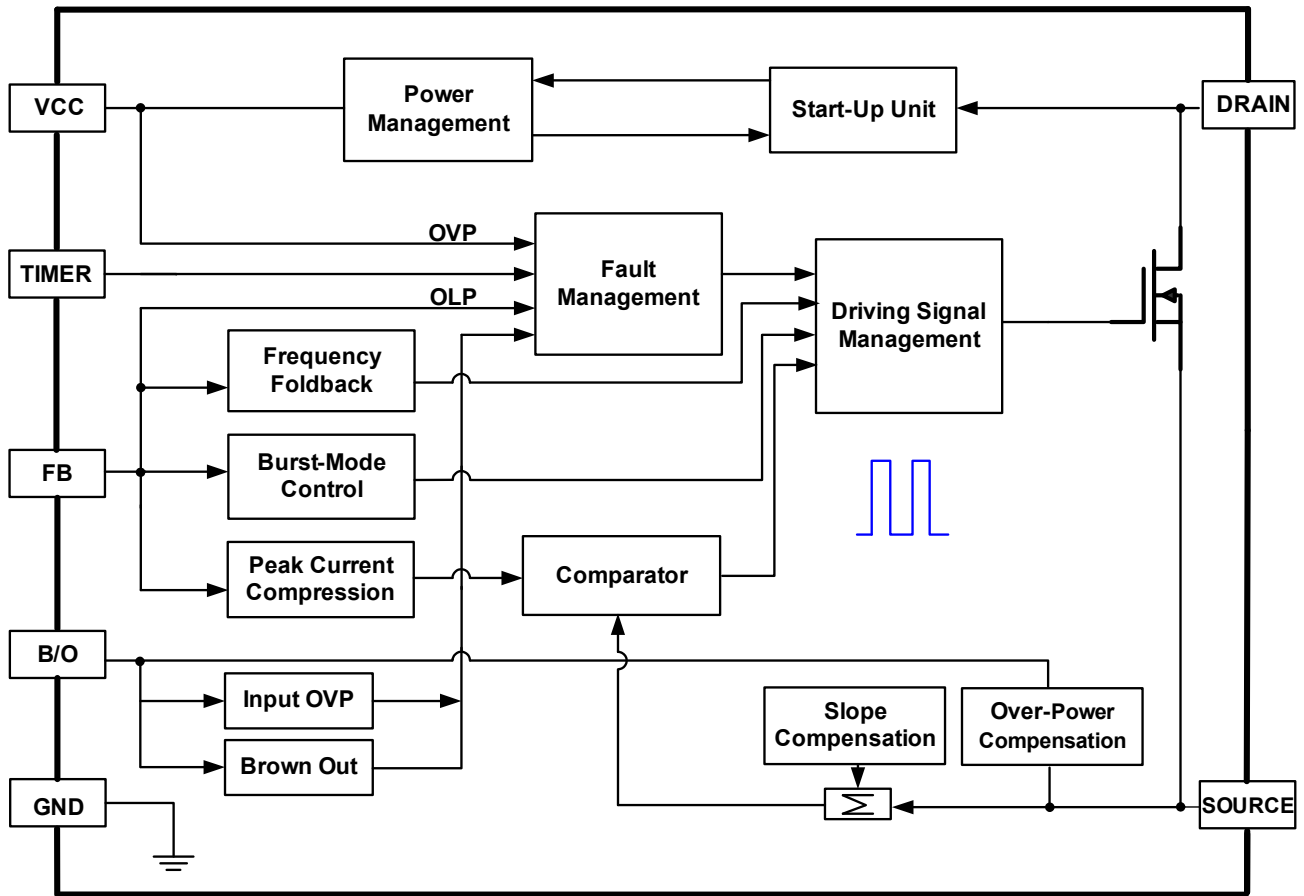 VCC
Power
Management
Start-Up Unit
DRAIN
TIMER
OVP
OLP
Fault
Management
Driving Signal
Management
Frequency
Foldback
FB
Burst-Mode
Control
Peak Current
Compression
Comparator
B/O
Input OVP
Brown Out
Slope
Compensation
Over-Power
Compensation
GND
Σ
SOURCE